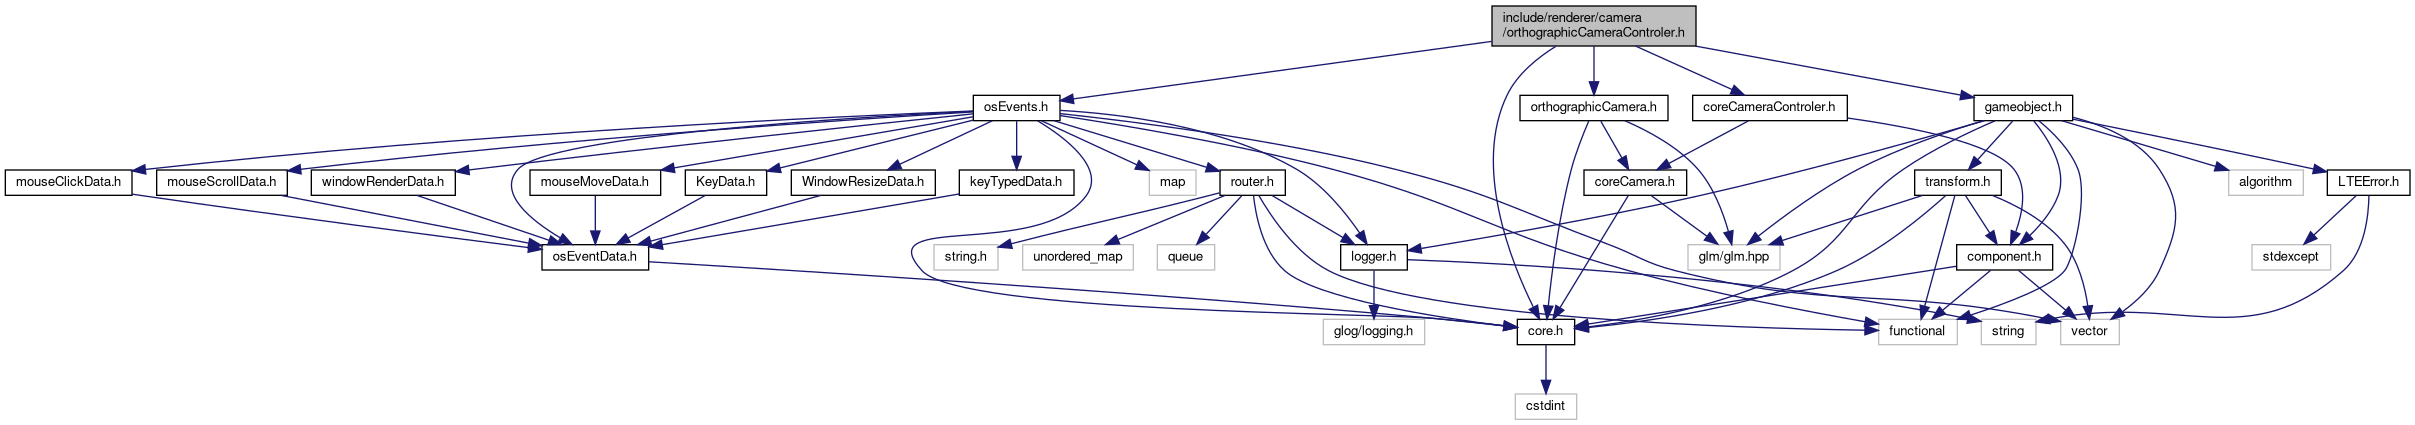 include/renderer/camera
/orthographicCameraControler.h
osEvents.h
orthographicCamera.h
coreCameraControler.h
gameobject.h
mouseClickData.h
mouseScrollData.h
windowRenderData.h
mouseMoveData.h
KeyData.h
WindowResizeData.h
keyTypedData.h
map
router.h
coreCamera.h
transform.h
algorithm
LTEError.h
osEventData.h
string.h
unordered_map
queue
logger.h
glm/glm.hpp
component.h
stdexcept
glog/logging.h
core.h
functional
string
vector
cstdint